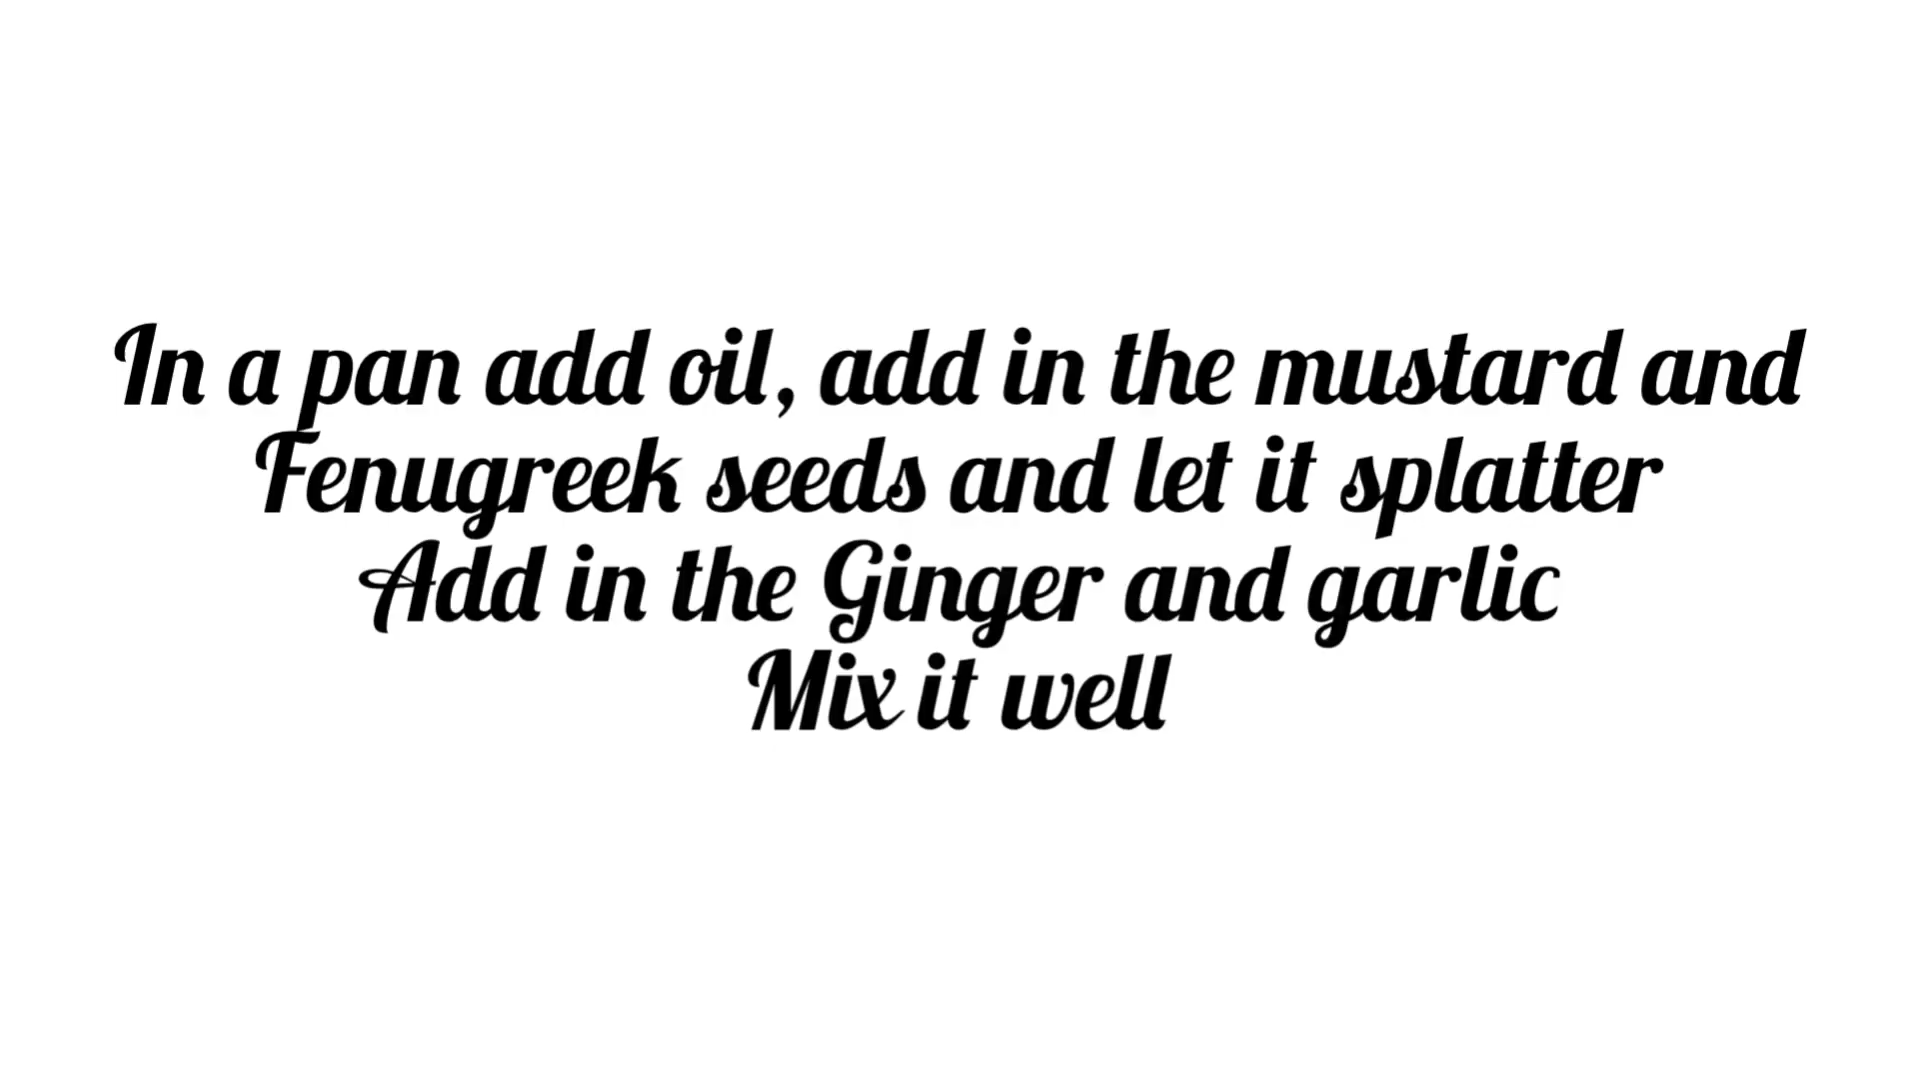 In a pan add oil, add in the mustard and
Fenugreek seeds and let it splatter
Add in the Ginger and garlic
Mix it well